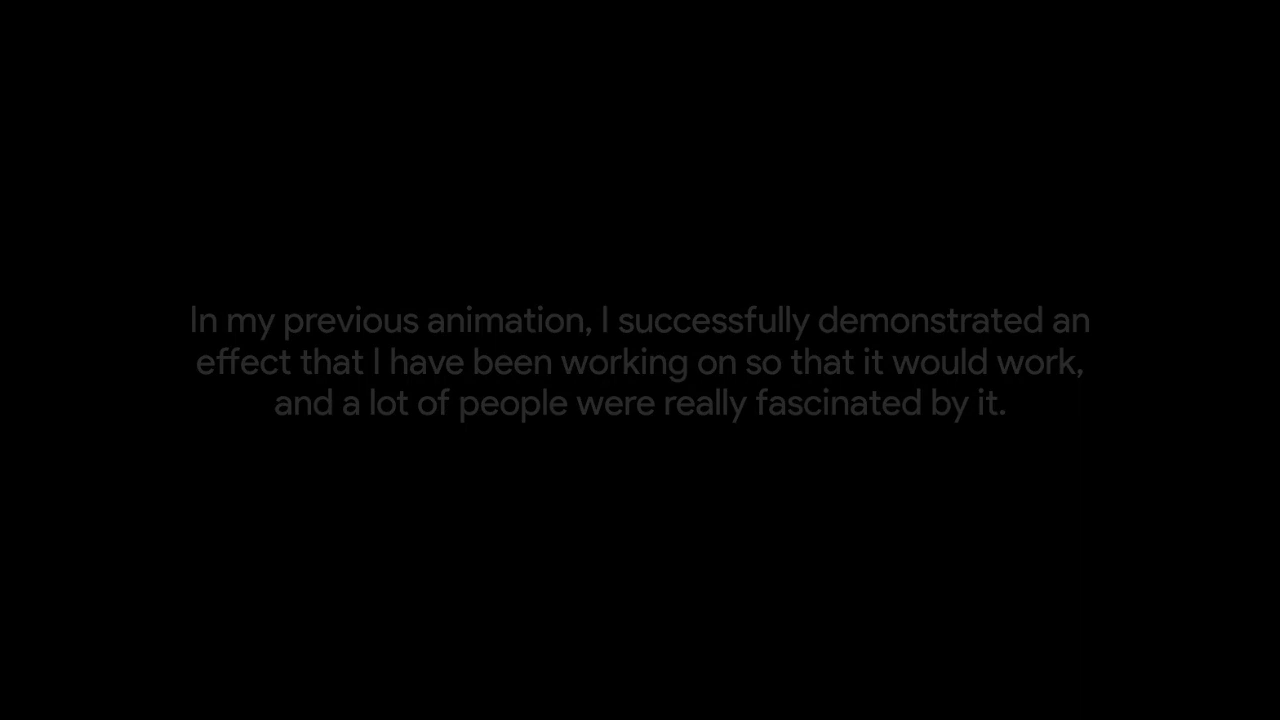 In my previous animation, I successfully demonstrated an
effect that I have been working on so that it would work,
and a lot of people were really fascinated by it.